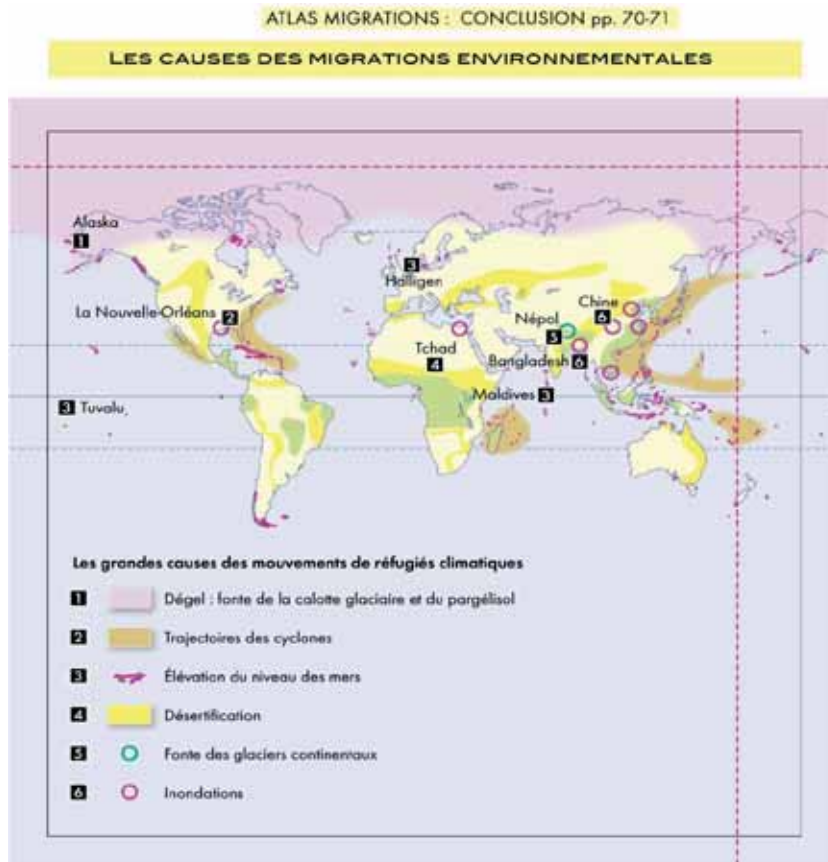 ATLAS MIGRATIONS : CONCLUSION pp. 70-71
LES CAUSES DES MIGRATIONS ENVIRONNEMENTALES
Alaska
1
3
Halligen
La Nouvelle-Orléans 2
Chine
6
Népal
5
Tchad
4
Bangladesh 6
Maldives 3
3 Tuvalu
Les grandes causes des mouvements de réfugiés climatiques
1 Dégel : fonte de la calotte glaciaire et du pargélisol
2 Trajectoires des cyclones
3 Élévation du niveau des mers
4 Désertification
5 Fonte des glaciers continentaux
6 Inondations